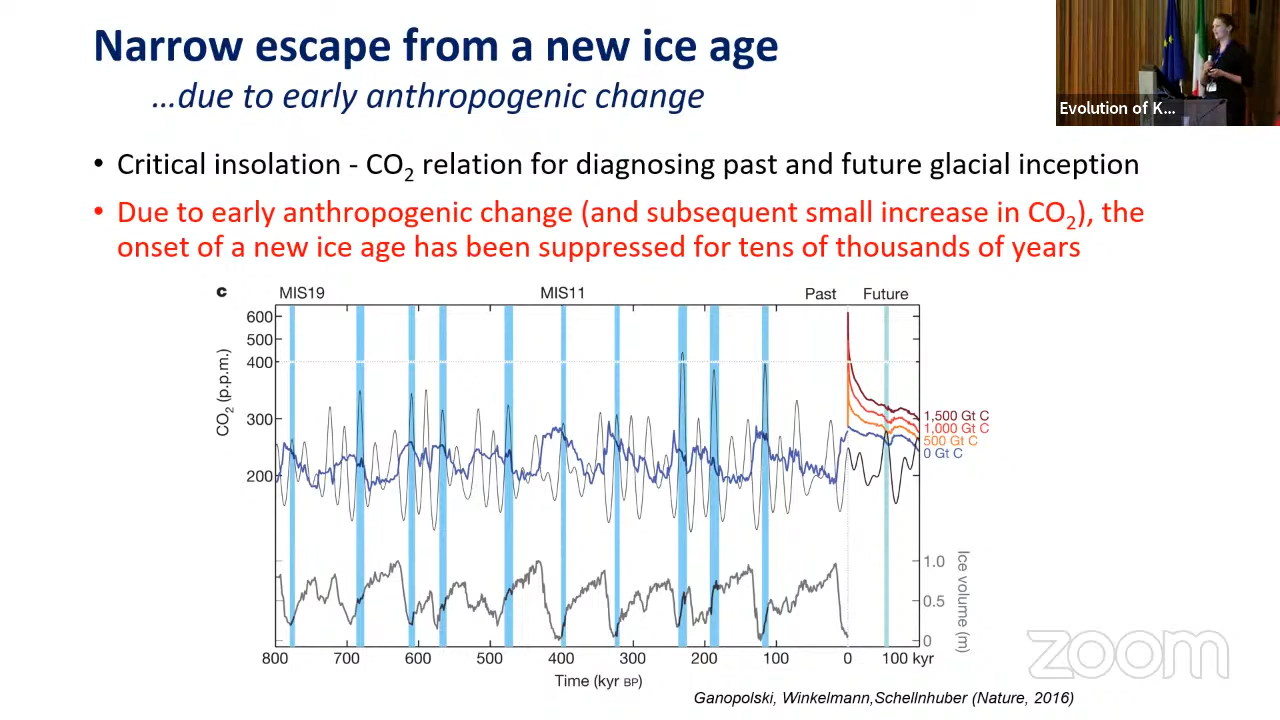 Narrow escape from a new ice age
…due to early anthropogenic change
Evolution of K...
• Critical insolation - CO₂ relation for diagnosing past and future glacial inception
• Due to early anthropogenic change (and subsequent small increase in CO₂), the
onset of a new ice age has been suppressed for tens of thousands of years
c
MIS19
MIS11
Past
Future
CO₂ (p.p.m.)
600
500
400
300
200
1,500 Gt C
1,000 Gt C
500 Gt C
0 Gt C
1.0
0.5
0
Ice volume (m)
800 700 600 500 400 300 200 100 0 100 kyr
Time (kyr BP)
Ganopolski, Winkelmann,Schellnhuber (Nature, 2016)
zoom